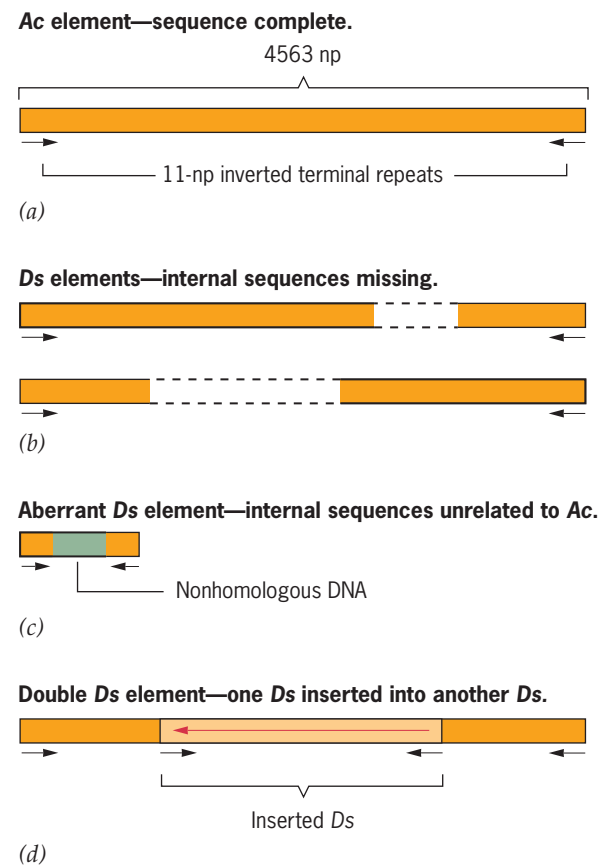 Ac element—sequence complete.
4563 np
11-np inverted terminal repeats
(a)
Ds elements—internal sequences missing.
(b)
Aberrant Ds element—internal sequences unrelated to Ac.
Nonhomologous DNA
(c)
Double Ds element—one Ds inserted into another Ds.
Inserted Ds
(d)